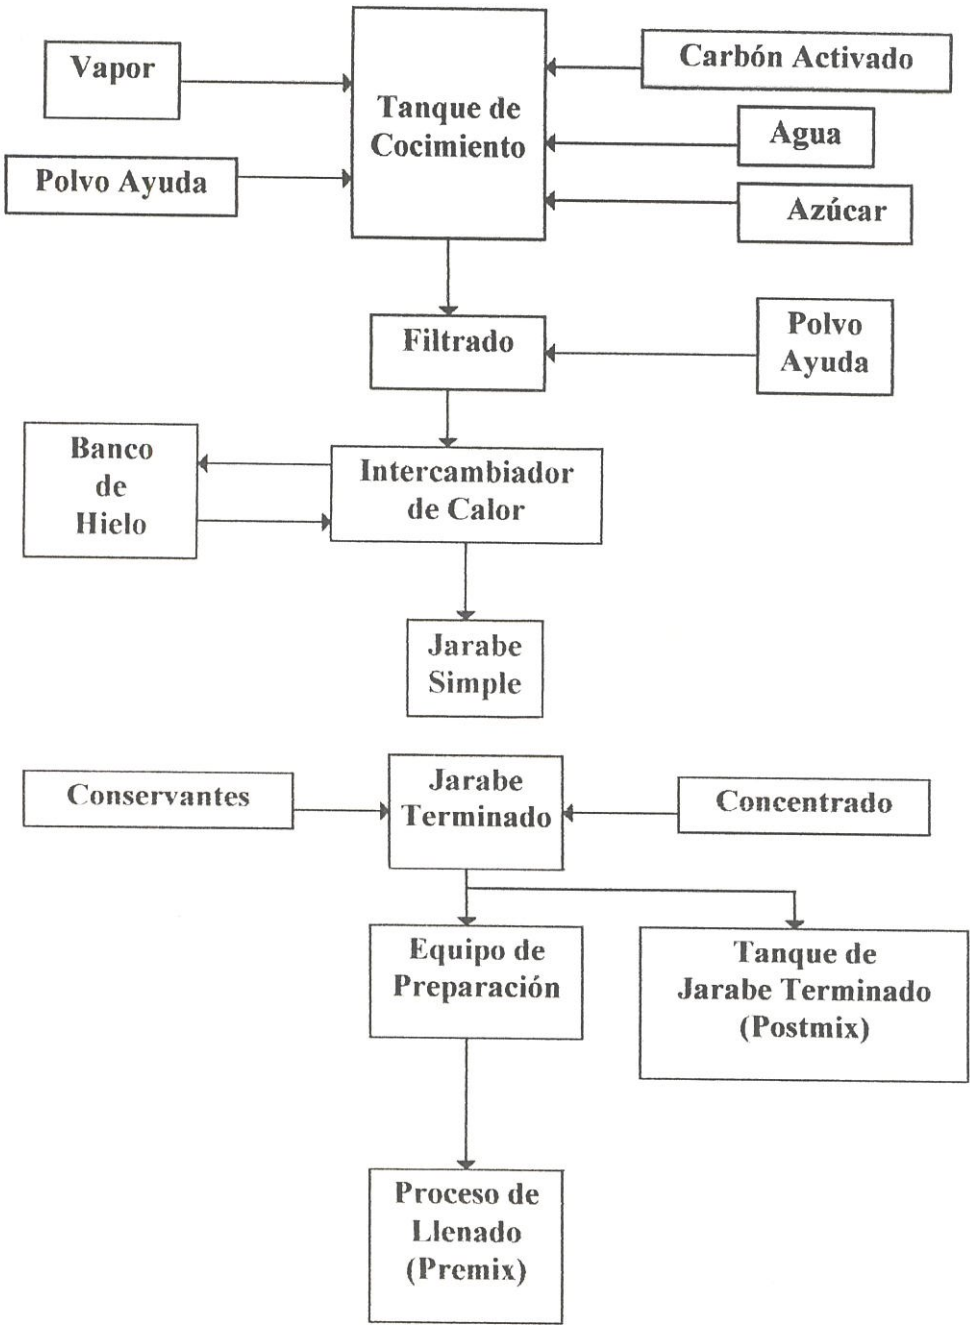 Vapor
Carbón Activado
Tanque de
Cocimiento
Agua
Polvo Ayuda
Azúcar
Filtrado
Polvo
Ayuda
Banco
de
Hielo
Intercambiador
de Calor
Jarabe
Simple
Conservantes
Jarabe
Terminado
Concentrado
Equipo de
Preparación
Tanque de
Jarabe Terminado
(Postmix)
Proceso de
Llenado
(Premix)